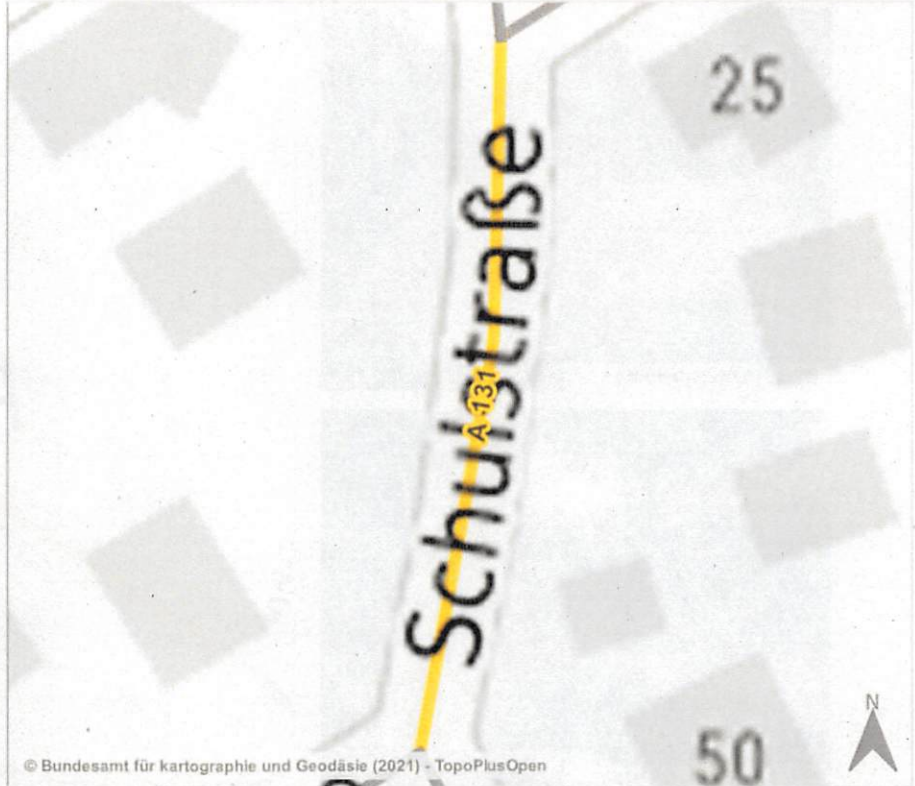 25
Schulstraße
A 131
50
N
© Bundesamt für kartographie und Geodäsie (2021) - TopoPlusOpen